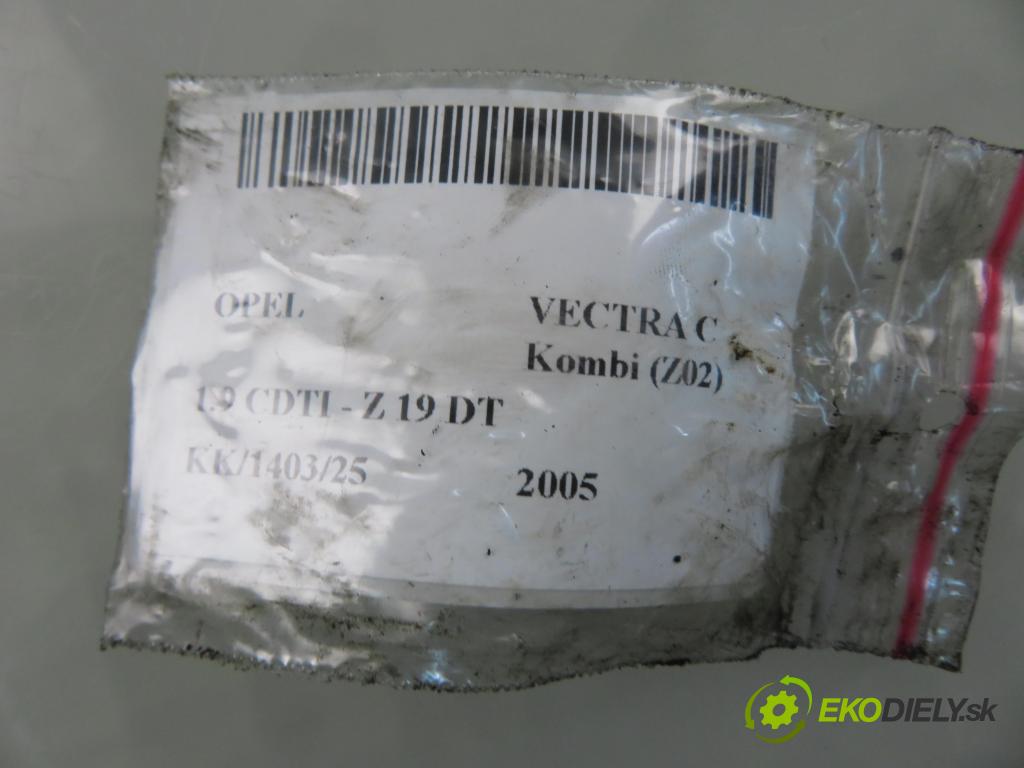 OPEL VECTRA C
Kombi (Z02)
1.9 CDTI - Z 19 DT
KK/1403/25 2005
EKODIELY.sk